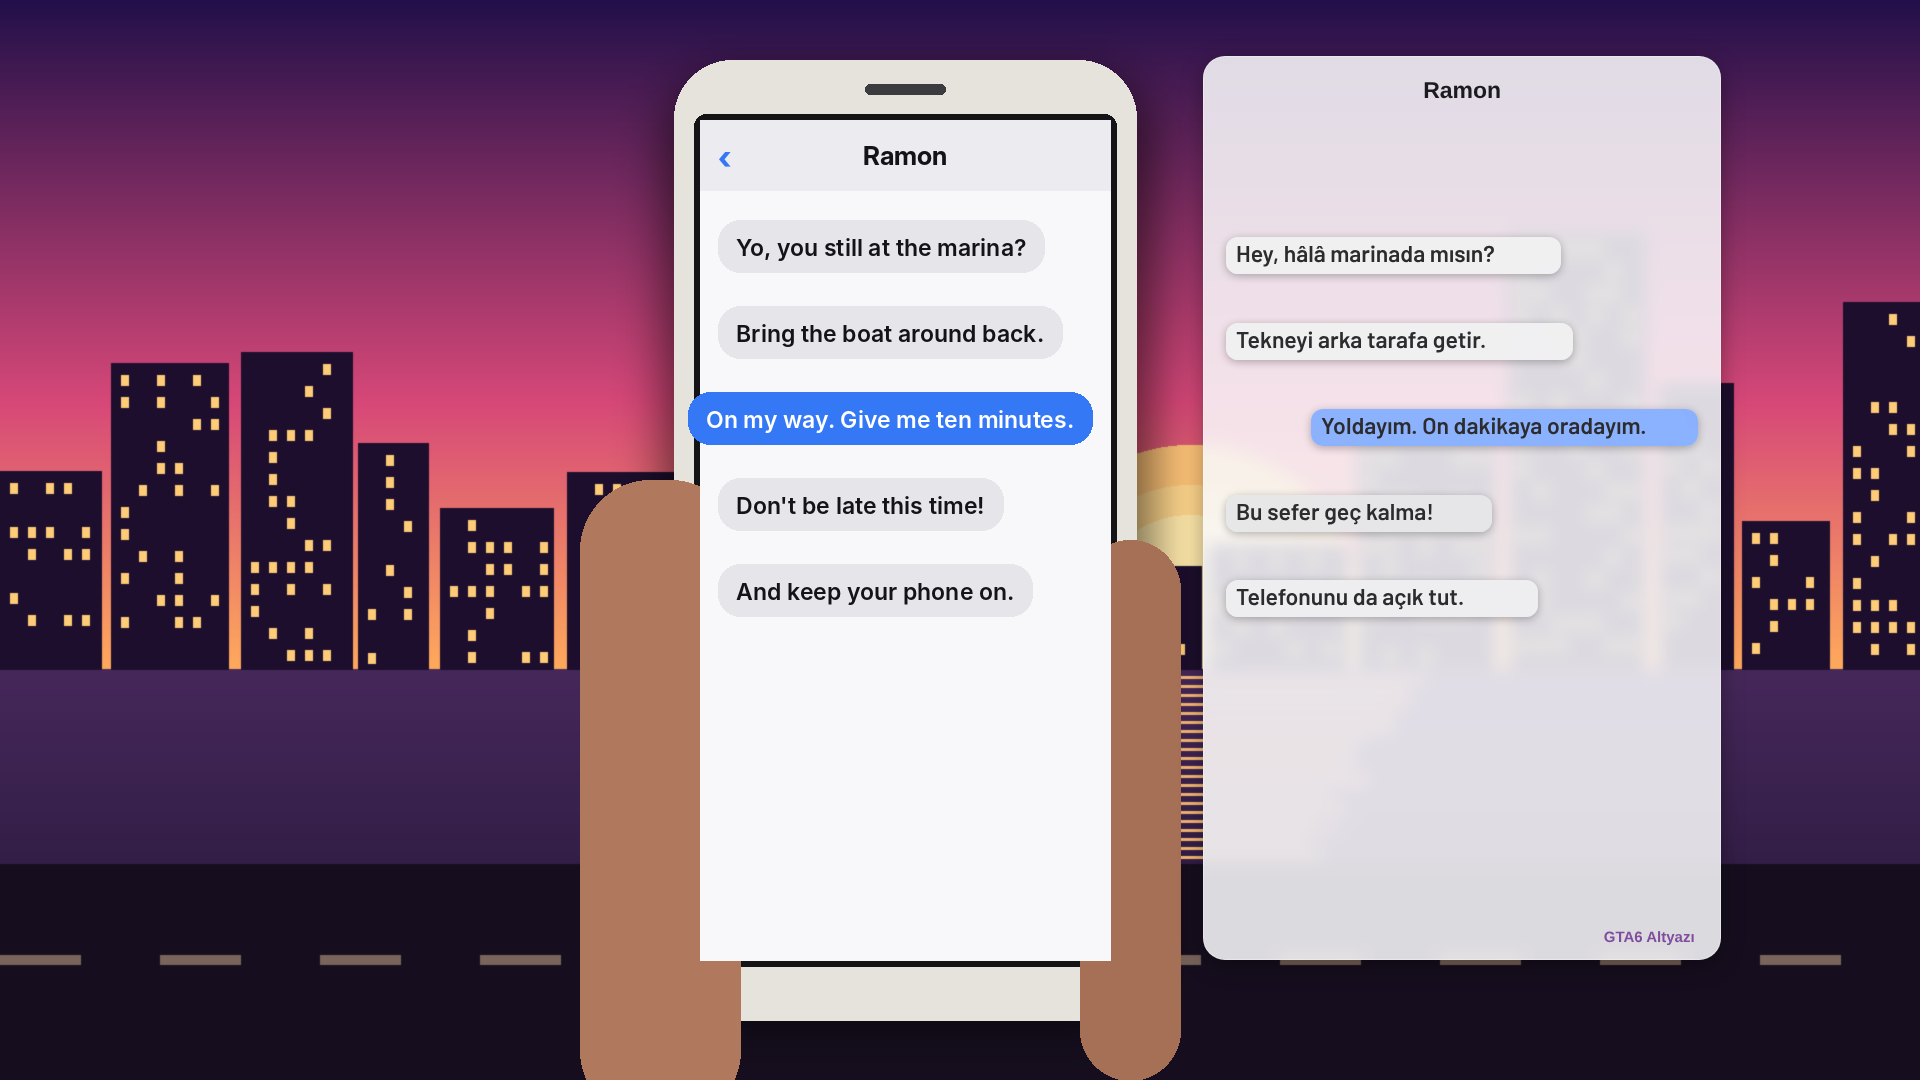 ‹ Ramon
Yo, you still at the marina?
Bring the boat around back.
On my way. Give me ten minutes.
Don't be late this time!
And keep your phone on.
Ramon
Hey, hâlâ marinada mısın?
Tekneyi arka tarafa getir.
Yoldayım. On dakikaya oradayım.
Bu sefer geç kalma!
Telefonunu da açık tut.
GTA6 Altyazı